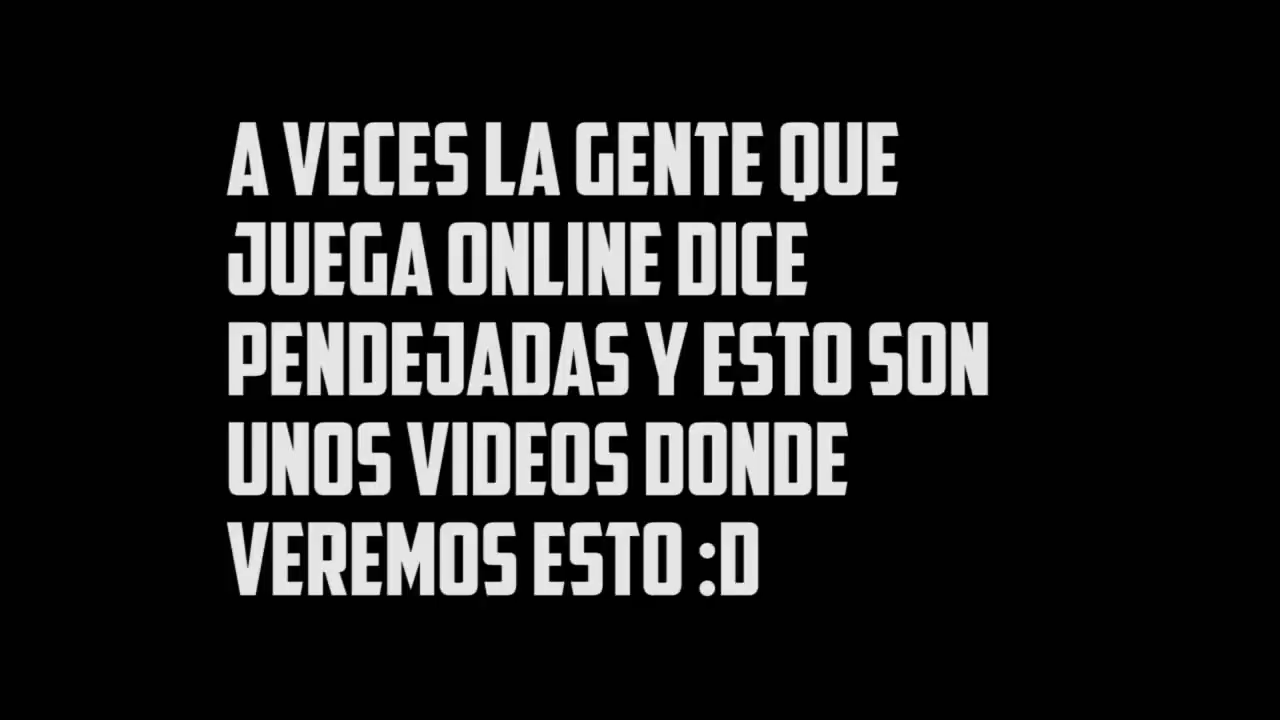 A VECES LA GENTE QUE
JUEGA ONLINE DICE
PENDEJADAS Y ESTO SON
UNOS VIDEOS DONDE
VEREMOS ESTO :D